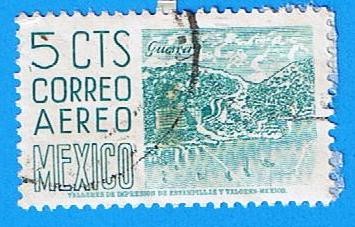 5 CTS
Guerrero
CORREO
AEREO
MEXICO
TALLERES DE IMPRESION DE ESTAMPILLAS Y VALORES-MEXICO.